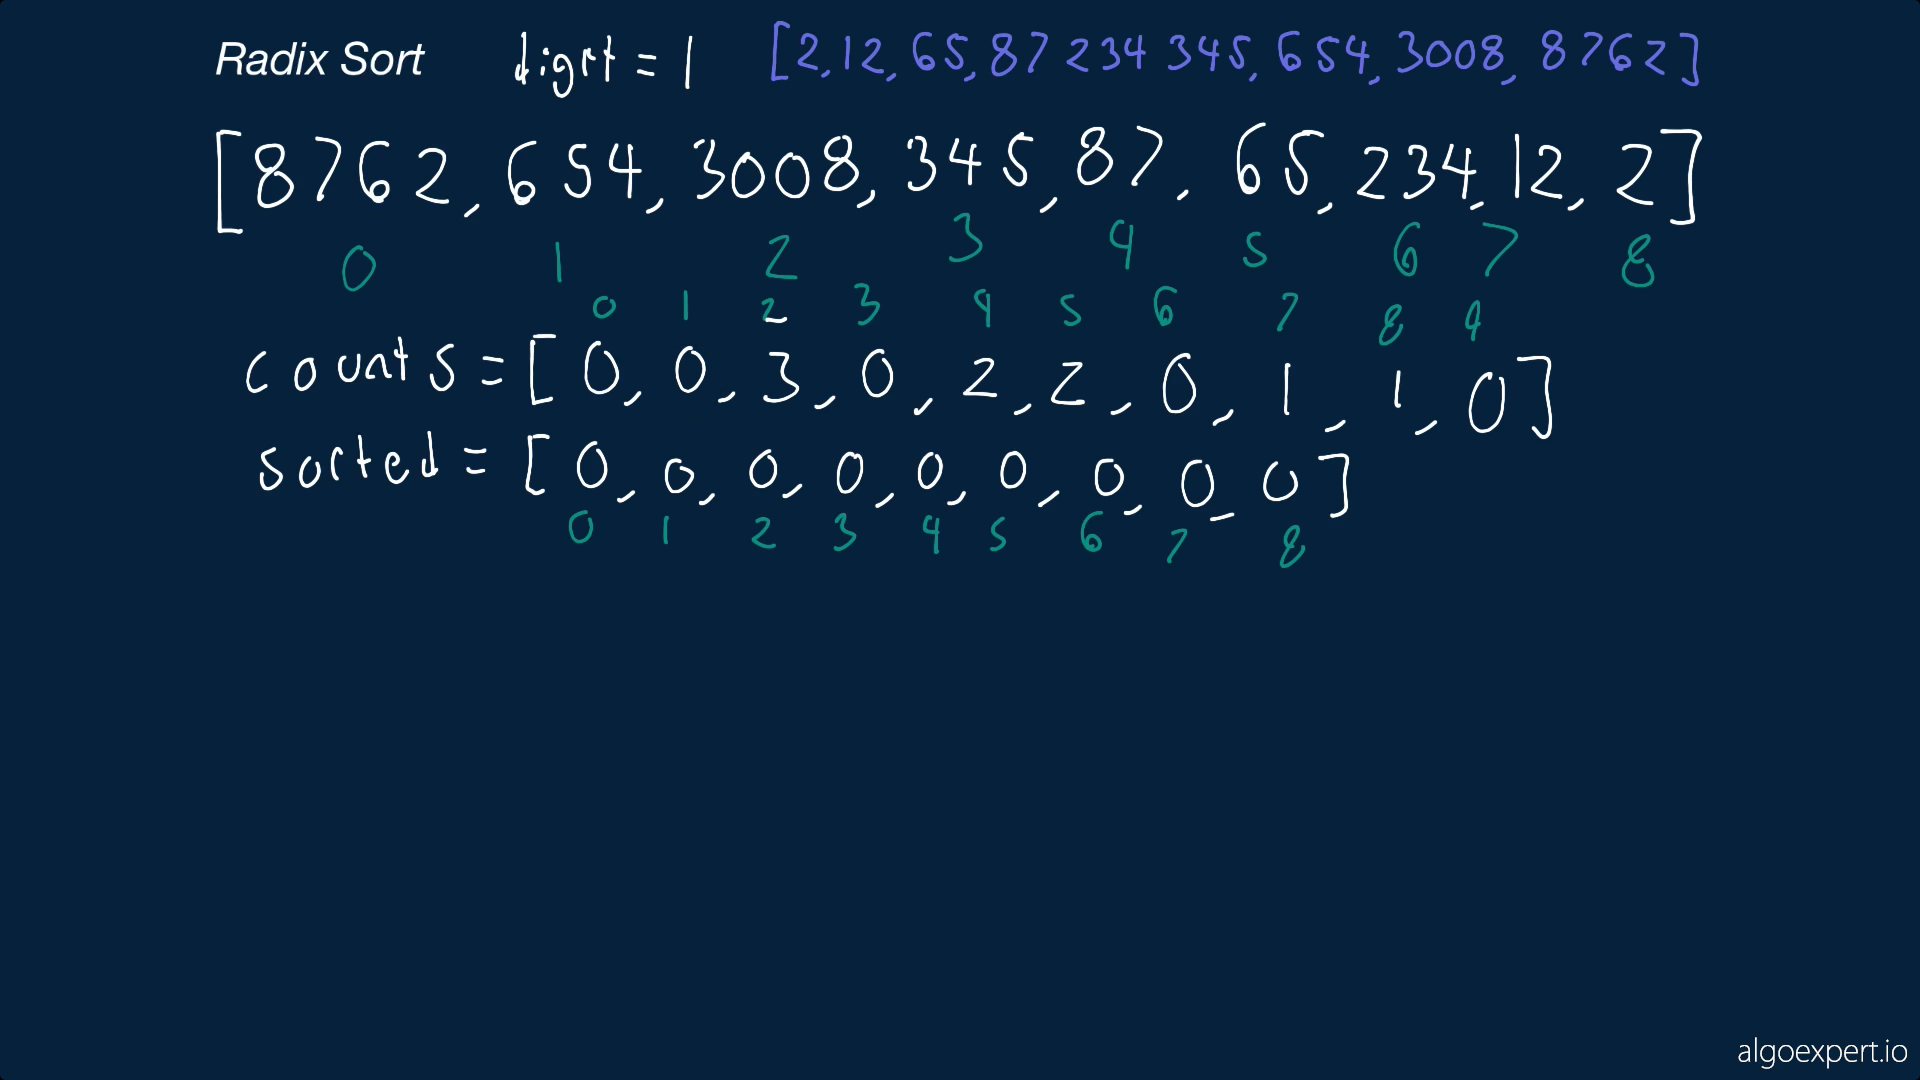 Radix Sort digit = 1 [2, 12, 65, 87 234 345, 654, 3008, 8762]
[8762, 654, 3008, 345, 87, 65, 234, 12, 2]
0 1 2 3 4 5 6 7 8
0 1 2 3 4 5 6 7 8 9
counts = [0, 0, 3, 0, 2, 2, 0, 1, 1, 0]
sorted = [0, 0, 0, 0, 0, 0, 0, 0, 0]
0 1 2 3 4 5 6 7 8
algoexpert.io